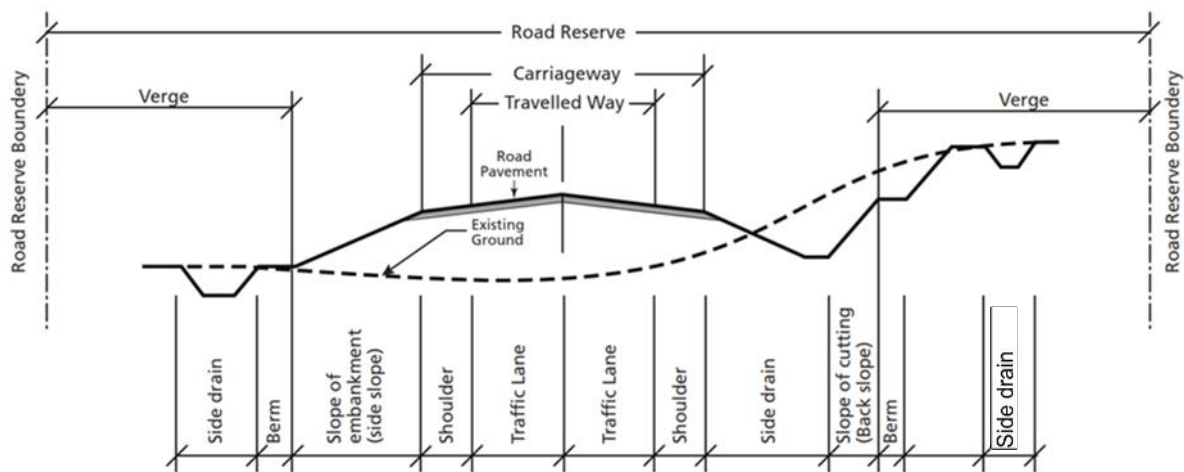 Road Reserve
Carriageway
Travelled Way
Verge
Verge
Road Reserve Boundery
Road Reserve Boundery
Road
Pavement
Existing
Ground
Side drain
Berm
Slope of
embankment
(side slope)
Shoulder
Traffic Lane
Traffic Lane
Shoulder
Side drain
Slope of cutting
(Back slope)
Berm
Side drain